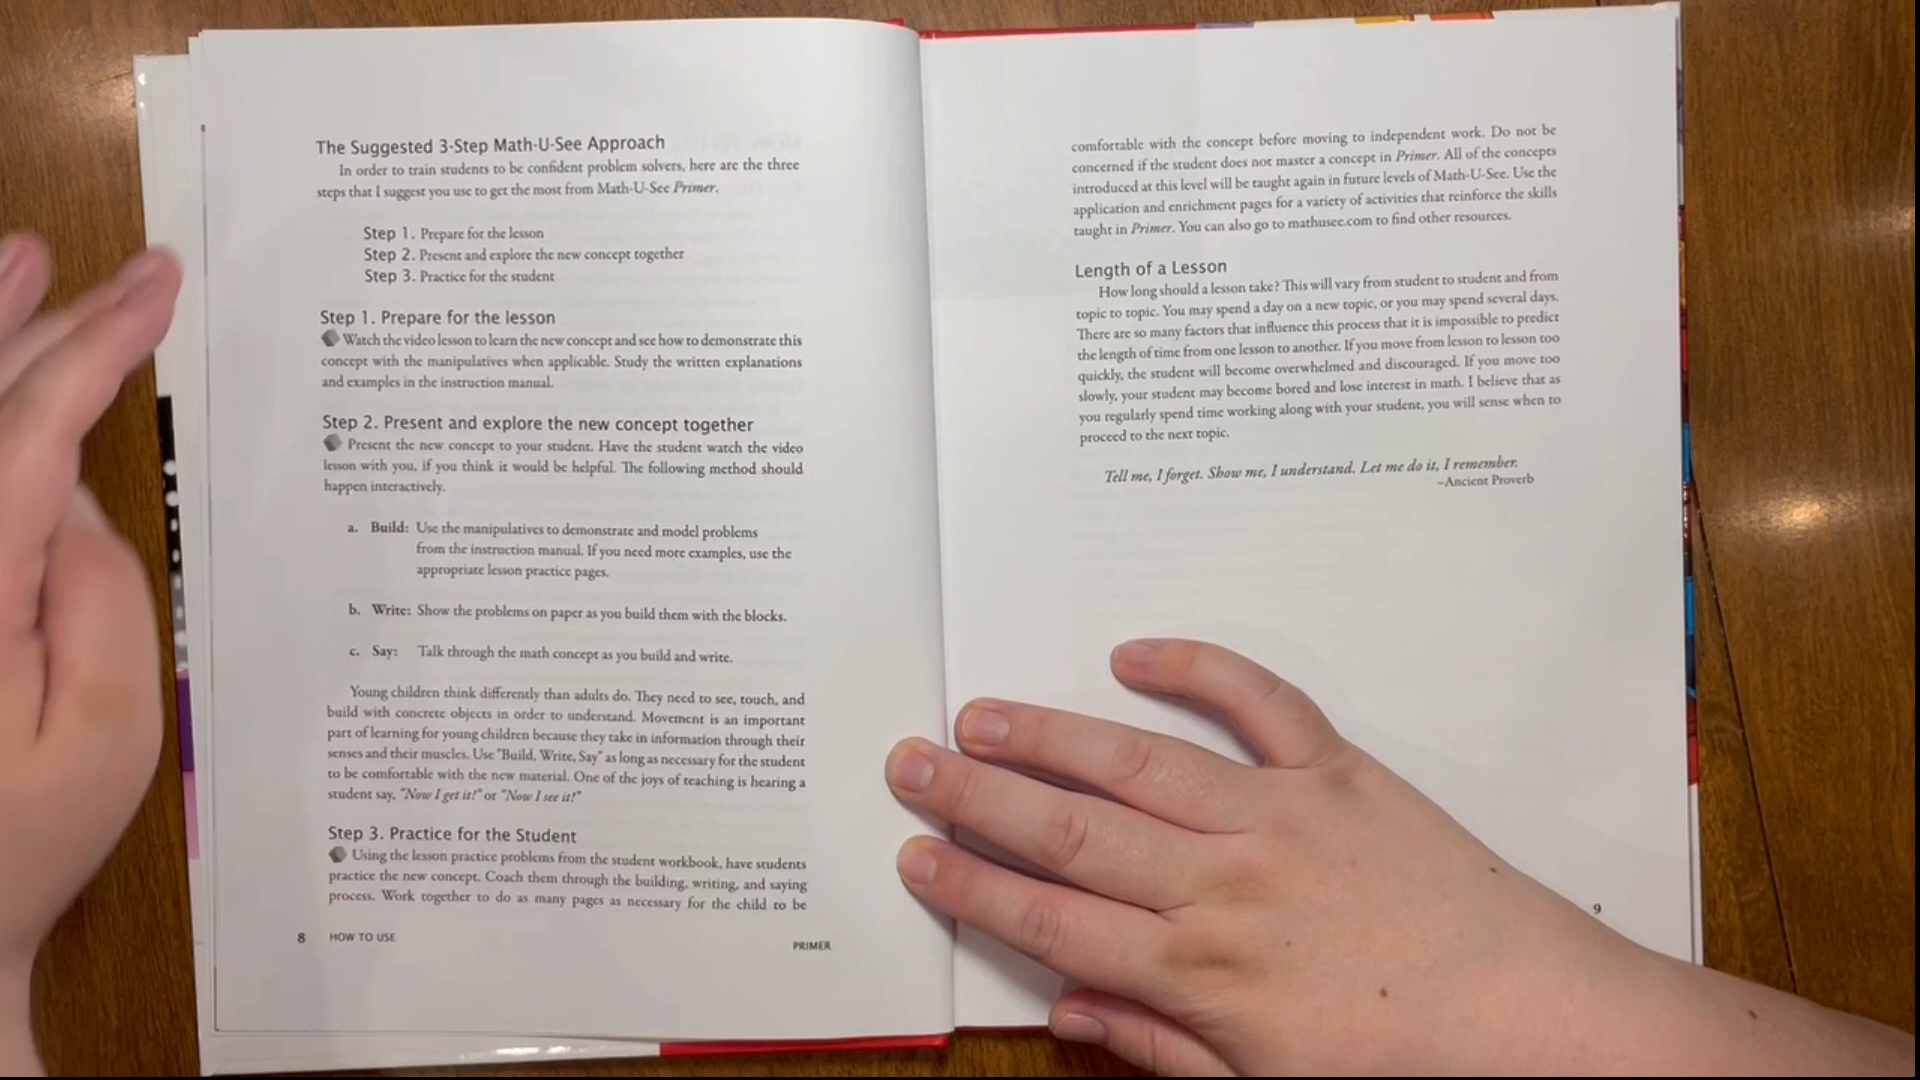 The Suggested 3-Step Math-U-See Approach
In order to train students to be confident problem solvers, here are the three
steps that I suggest you use to get the most from Math-U-See Primer.
Step 1. Prepare for the lesson
Step 2. Present and explore the new concept together
Step 3. Practice for the student
Step 1. Prepare for the lesson
Watch the video lesson to learn the new concept and see how to demonstrate this
concept with the manipulatives when applicable. Study the written explanations
and examples in the instruction manual.
Step 2. Present and explore the new concept together
Present the new concept to your student. Have the student watch the video
lesson with you, if you think it would be helpful. The following method should
happen interactively.
a. Build: Use the manipulatives to demonstrate and model problems
from the instruction manual. If you need more examples, use the
appropriate lesson practice pages.
b. Write: Show the problems on paper as you build them with the blocks.
c. Say: Talk through the math concept as you build and write.
Young children think differently than adults do. They need to see, touch, and
build with concrete objects in order to understand. Movement is an important
part of learning for young children because they take in information through their
senses and their muscles. Use "Build, Write, Say" as long as necessary for the student
to be comfortable with the new material. One of the joys of teaching is hearing a
student say, "Now I get it!" or "Now I see it!"
Step 3. Practice for the Student
Using the lesson practice problems from the student workbook, have students
practice the new concept. Coach them through the building, writing, and saying
process. Work together to do as many pages as necessary for the child to be
8 HOW TO USE
PRIMER
comfortable with the concept before moving to independent work. Do not be
concerned if the student does not master a concept in Primer. All of the concepts
introduced at this level will be taught again in future levels of Math-U-See. Use the
application and enrichment pages for a variety of activities that reinforce the skills
taught in Primer. You can also go to mathusee.com to find other resources.
Length of a Lesson
How long should a lesson take? This will vary from student to student and from
topic to topic. You may spend a day on a new topic, or you may spend several days.
There are so many factors that influence this process that it is impossible to predict
the length of time from one lesson to another. If you move from lesson to lesson too
quickly, the student will become overwhelmed and discouraged. If you move too
slowly, your student may become bored and lose interest in math. I believe that as
you regularly spend time working along with your student, you will sense when to
proceed to the next topic.
Tell me, I forget. Show me, I understand. Let me do it, I remember.
–Ancient Proverb
9